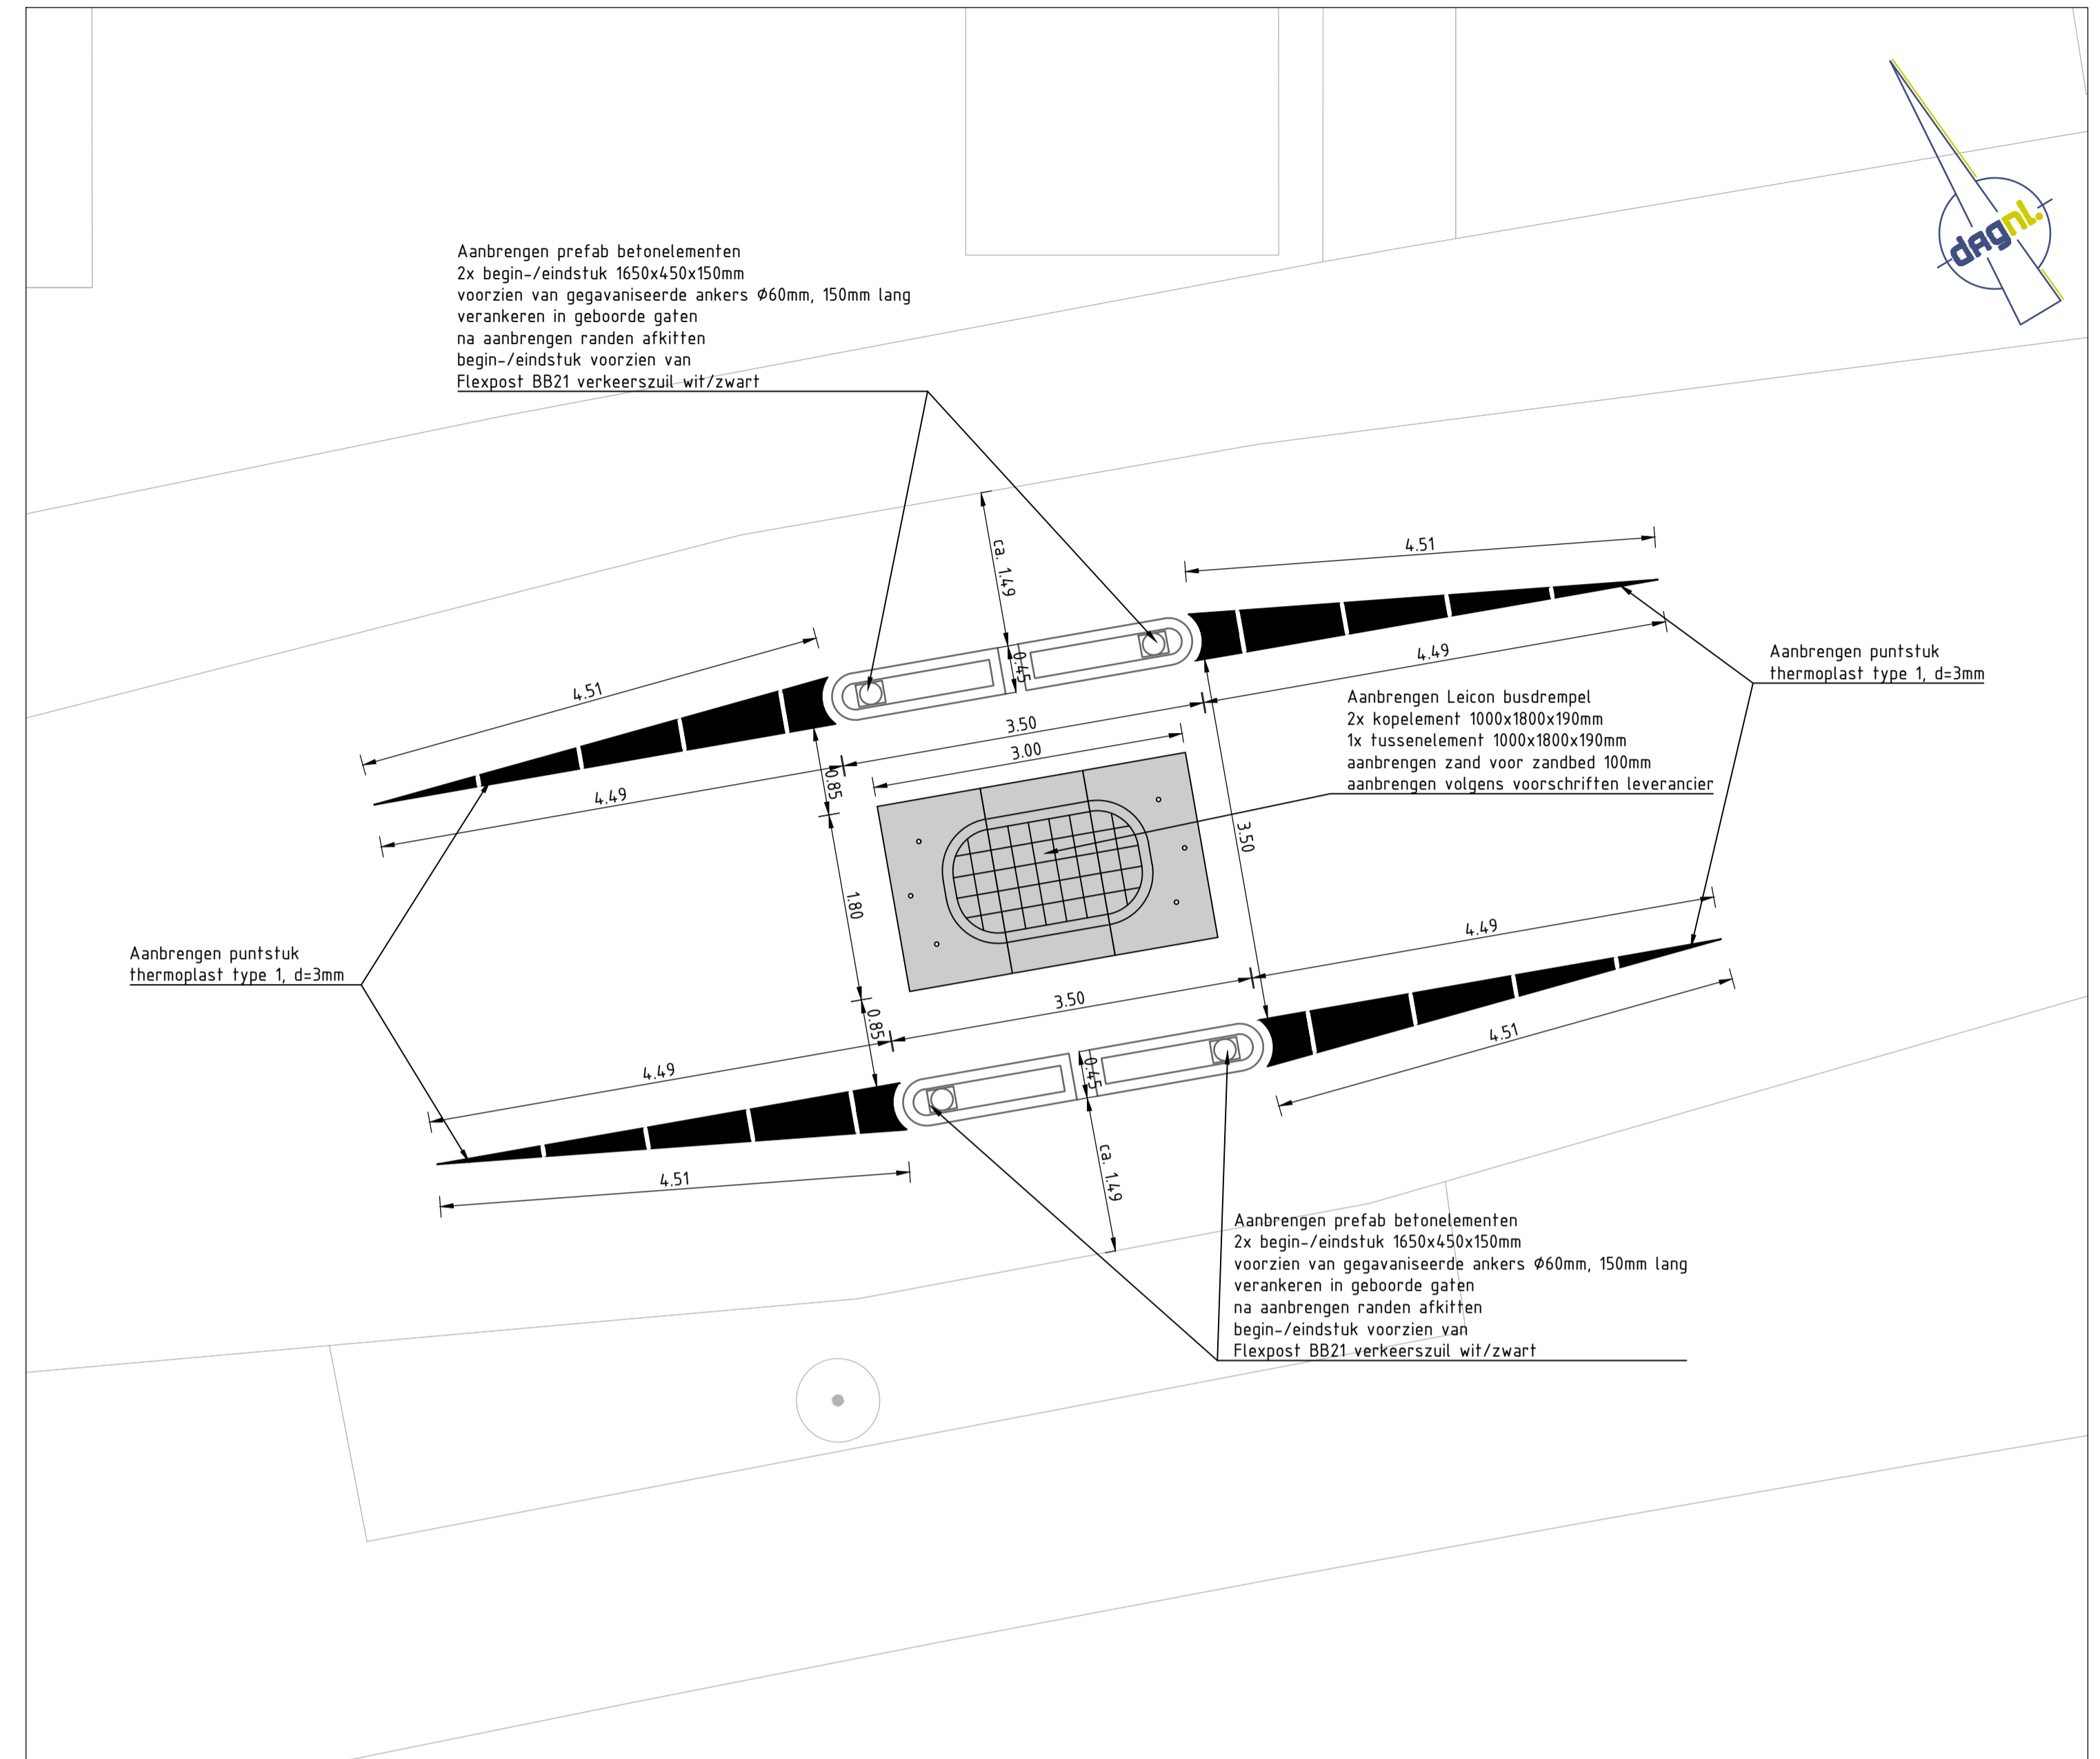 dagnl.
Aanbrengen prefab betonelementen
2x begin-/eindstuk 1650x450x150mm
voorzien van gegavaniseerde ankers Ø60mm, 150mm lang
verankeren in geboorde gaten
na aanbrengen randen afkitten
begin-/eindstuk voorzien van
Flexpost BB21 verkeerszuil wit/zwart
ca. 1.49
4.51
4.51
0.45
4.49
Aanbrengen puntstuk
thermoplast type 1, d=3mm
Aanbrengen Leicon busdrempel
2x kopelement 1000x1800x190mm
1x tussenelement 1000x1800x190mm
aanbrengen zand voor zandbed 100mm
aanbrengen volgens voorschriften leverancier
3.50
3.00
0.85
4.49
3.50
1.80
4.49
Aanbrengen puntstuk
thermoplast type 1, d=3mm
3.50
0.85
4.51
4.49
0.45
4.51
ca. 1.49
Aanbrengen prefab betonelementen
2x begin-/eindstuk 1650x450x150mm
voorzien van gegavaniseerde ankers Ø60mm, 150mm lang
verankeren in geboorde gaten
na aanbrengen randen afkitten
begin-/eindstuk voorzien van
Flexpost BB21 verkeerszuil wit/zwart